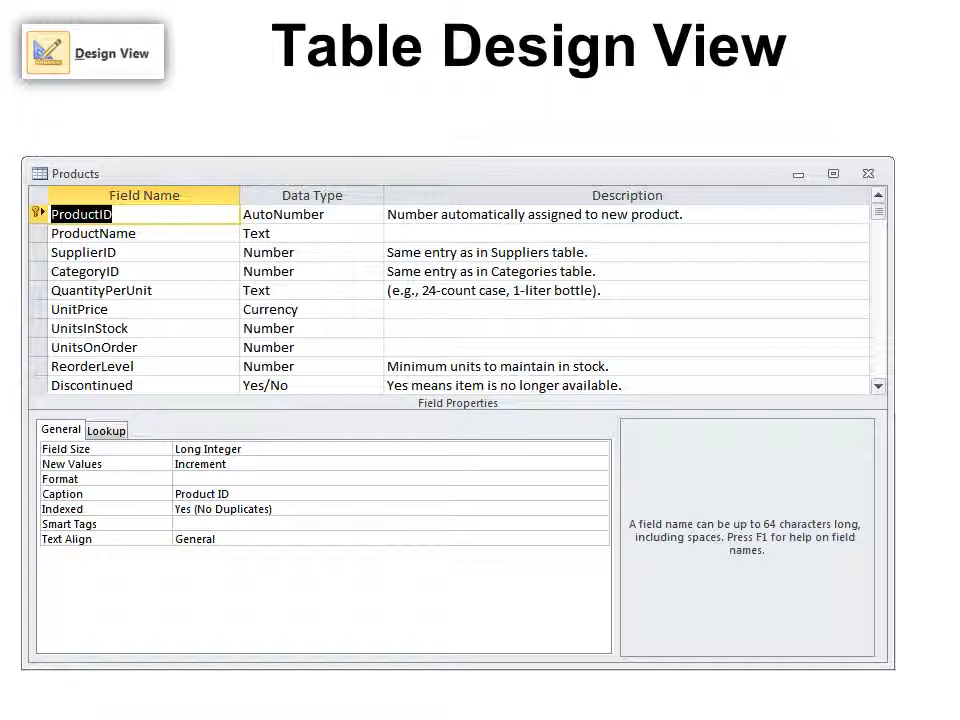 Design View
Table Design View
Products
Field Name Data Type Description
ProductID AutoNumber Number automatically assigned to new product.
ProductName Text
SupplierID Number Same entry as in Suppliers table.
CategoryID Number Same entry as in Categories table.
QuantityPerUnit Text (e.g., 24-count case, 1-liter bottle).
UnitPrice Currency
UnitsInStock Number
UnitsOnOrder Number
ReorderLevel Number Minimum units to maintain in stock.
Discontinued Yes/No Yes means item is no longer available.
Field Properties
General Lookup
Field Size Long Integer
New Values Increment
Format
Caption Product ID
Indexed Yes (No Duplicates)
Smart Tags
Text Align General
A field name can be up to 64 characters long,
including spaces. Press F1 for help on field
names.